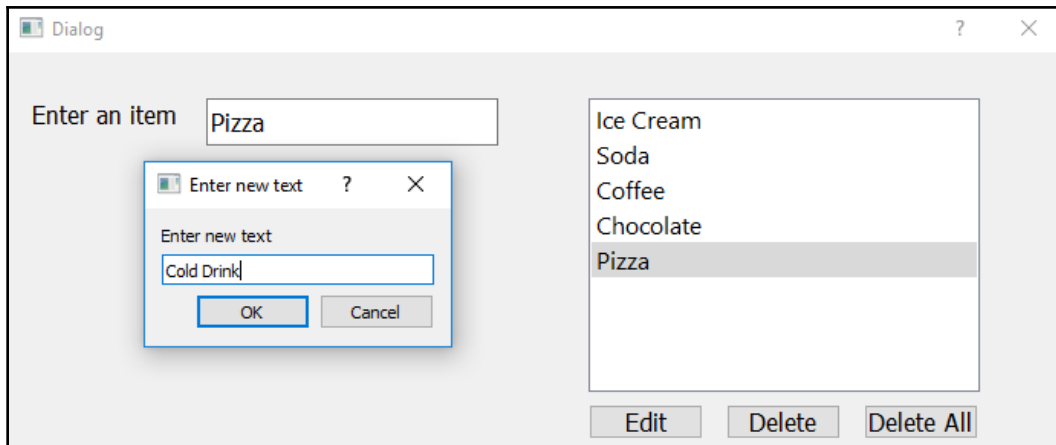 Dialog
?
Enter an item
Pizza
Enter new text
?
Enter new text
Cold Drink
OK
Cancel
Ice Cream
Soda
Coffee
Chocolate
Pizza
Edit
Delete
Delete All